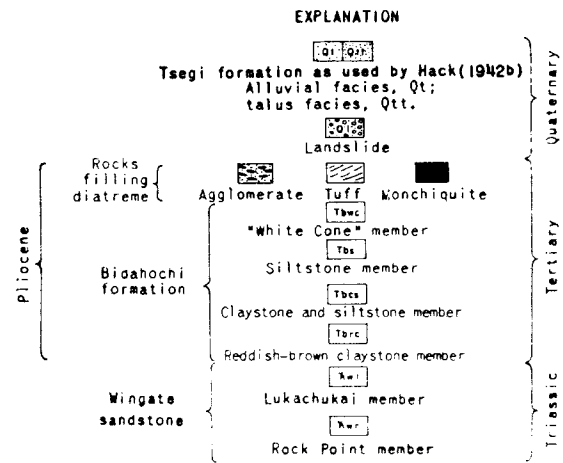 EXPLANATION
Qt Qtt
Tsegi formation as used by Hack(1942b)
Alluvial facies, Qt;
talus facies, Qtt.
Ql
Landslide
Quaternary
Rocks
filling
diatreme
Agglomerate Tuff Monchiquite
Tbwc
"White Cone" member
Tbs
Siltstone member
Bidahochi
formation
Tbcs
Claystone and siltstone member
Tbrc
Reddish-brown claystone member
Pliocene
Tertiary
Wingate
sandstone
Ꞧwl
Lukachukai member
Ꞧwr
Rock Point member
Triassic